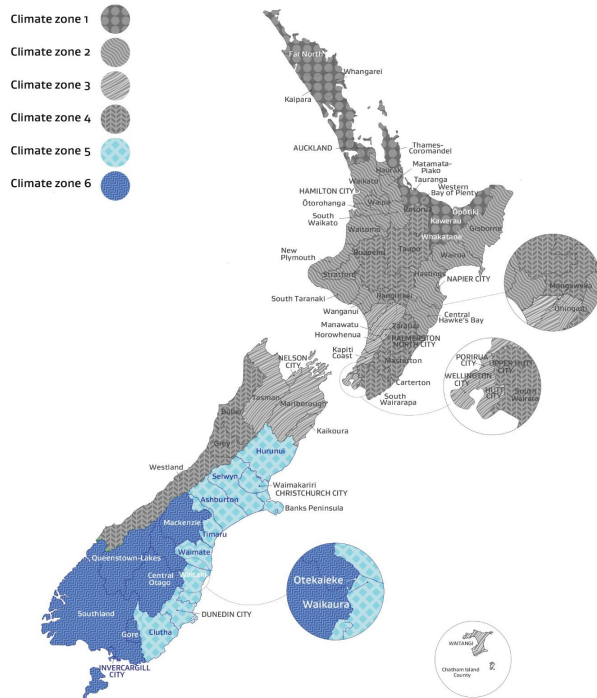 Climate zone 1
Climate zone 2
Climate zone 3
Climate zone 4
Climate zone 5
Climate zone 6
Far North
Whangarei
Kaipara
AUCKLAND
Thames-
Coromandel
Hauraki
Matamata-
Piako
Waikato
Tauranga
Western
Bay of Plenty
HAMILTON CITY
Waipa
Ōtorohanga
Rotorua
Ōpōtiki
South
Waikato
Kawerau
Gisborne
Waitomo
Whakatane
Taupo
Wairoa
New
Plymouth
Ruapehu
Hastings
Stratford
NAPIER CITY
South Taranaki
Rangitikei
Wanganui
Central
Hawke's Bay
Manawatu
Tararua
Horowhenua
PALMERSTON
NORTH CITY
Kapiti
Coast
Masterton
Carterton
South
Wairarapa
Mangaweka
Ohingaiti
PORIRUA
CITY
UPPER HUTT
CITY
WELLINGTON
CITY
HUTT
CITY
South
Wairara
NELSON
CITY
Tasman
Marlborough
Buller
Kaikoura
Grey
Hurunui
Westland
Selwyn
Waimakariri
CHRISTCHURCH CITY
Ashburton
Banks Peninsula
Mackenzie
Timaru
Waimate
Queenstown-Lakes
Waitaki
Central
Otago
Otekaieke
Waikaura
Southland
DUNEDIN CITY
Gore
Clutha
INVERCARGILL
CITY
WAITANGI
Chatham Island
County